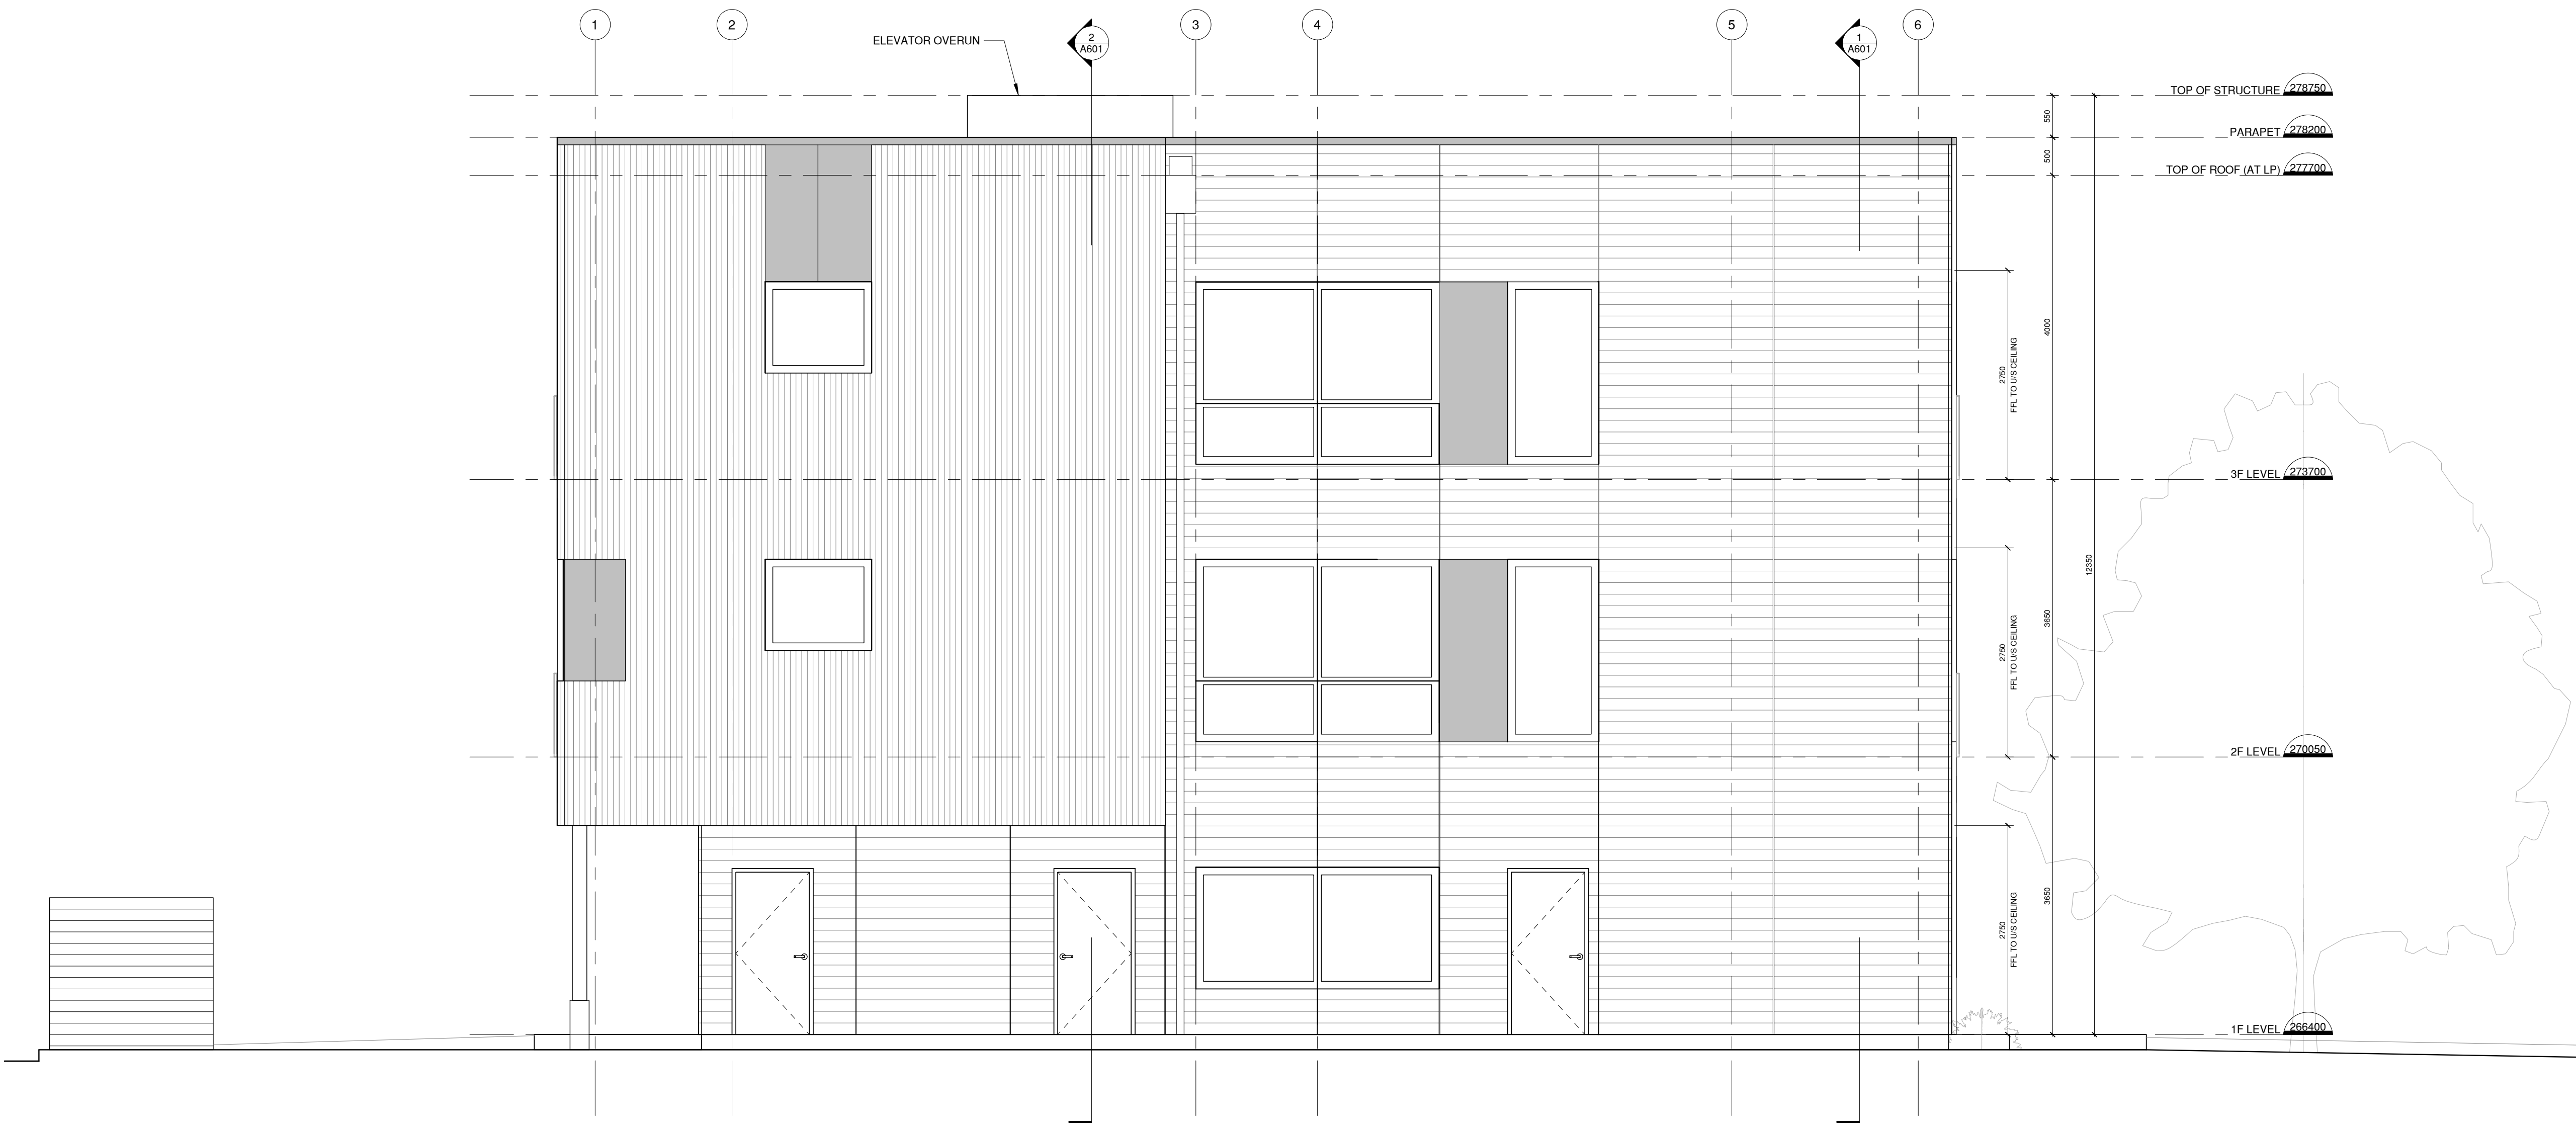 1
2
3
4
5
6
ELEVATOR OVERUN
2
A601
1
A601
TOP OF STRUCTURE 278750
PARAPET 278200
TOP OF ROOF (AT LP) 277700
3F LEVEL 273700
2F LEVEL 270050
1F LEVEL 266400
550
500
4000
3650
3650
12350
2750
FFL TO U/S CEILING
2750
FFL TO U/S CEILING
2750
FFL TO U/S CEILING